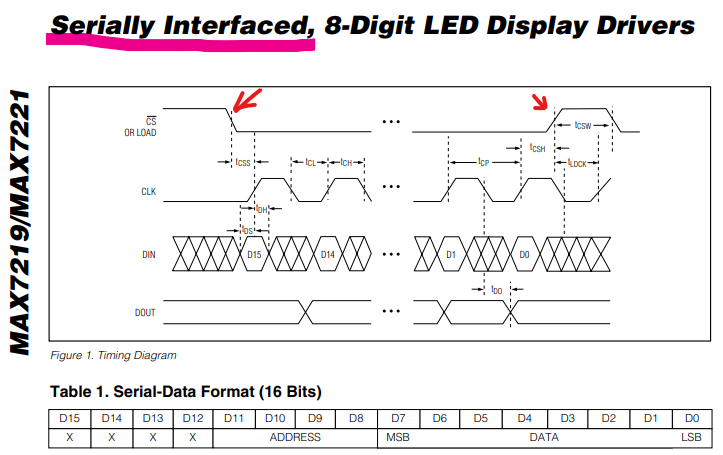 Serially Interfaced, 8-Digit LED Display Drivers
MAX7219/MAX7221
CS
OR LOAD
tCSS
tCL
tCH
tCP
tCSH
tCSW
tLDCK
CLK
tDH
tDS
DIN
D15
D14
D1
D0
tDO
DOUT
Figure 1. Timing Diagram
Table 1. Serial-Data Format (16 Bits)
D15 D14 D13 D12 D11 D10 D9 D8 D7 D6 D5 D4 D3 D2 D1 D0
X X X X ADDRESS MSB DATA LSB